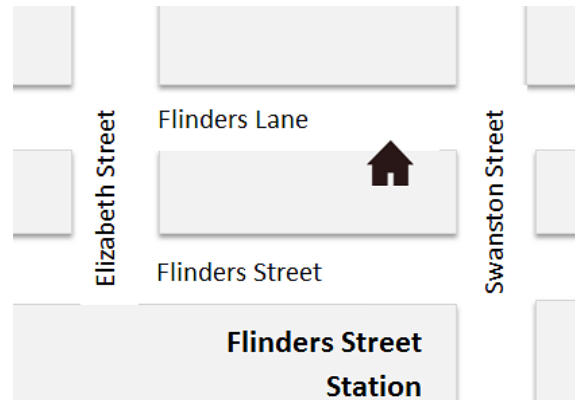 Flinders Lane
Elizabeth Street
Swanston Street
Flinders Street
Flinders Street
Station